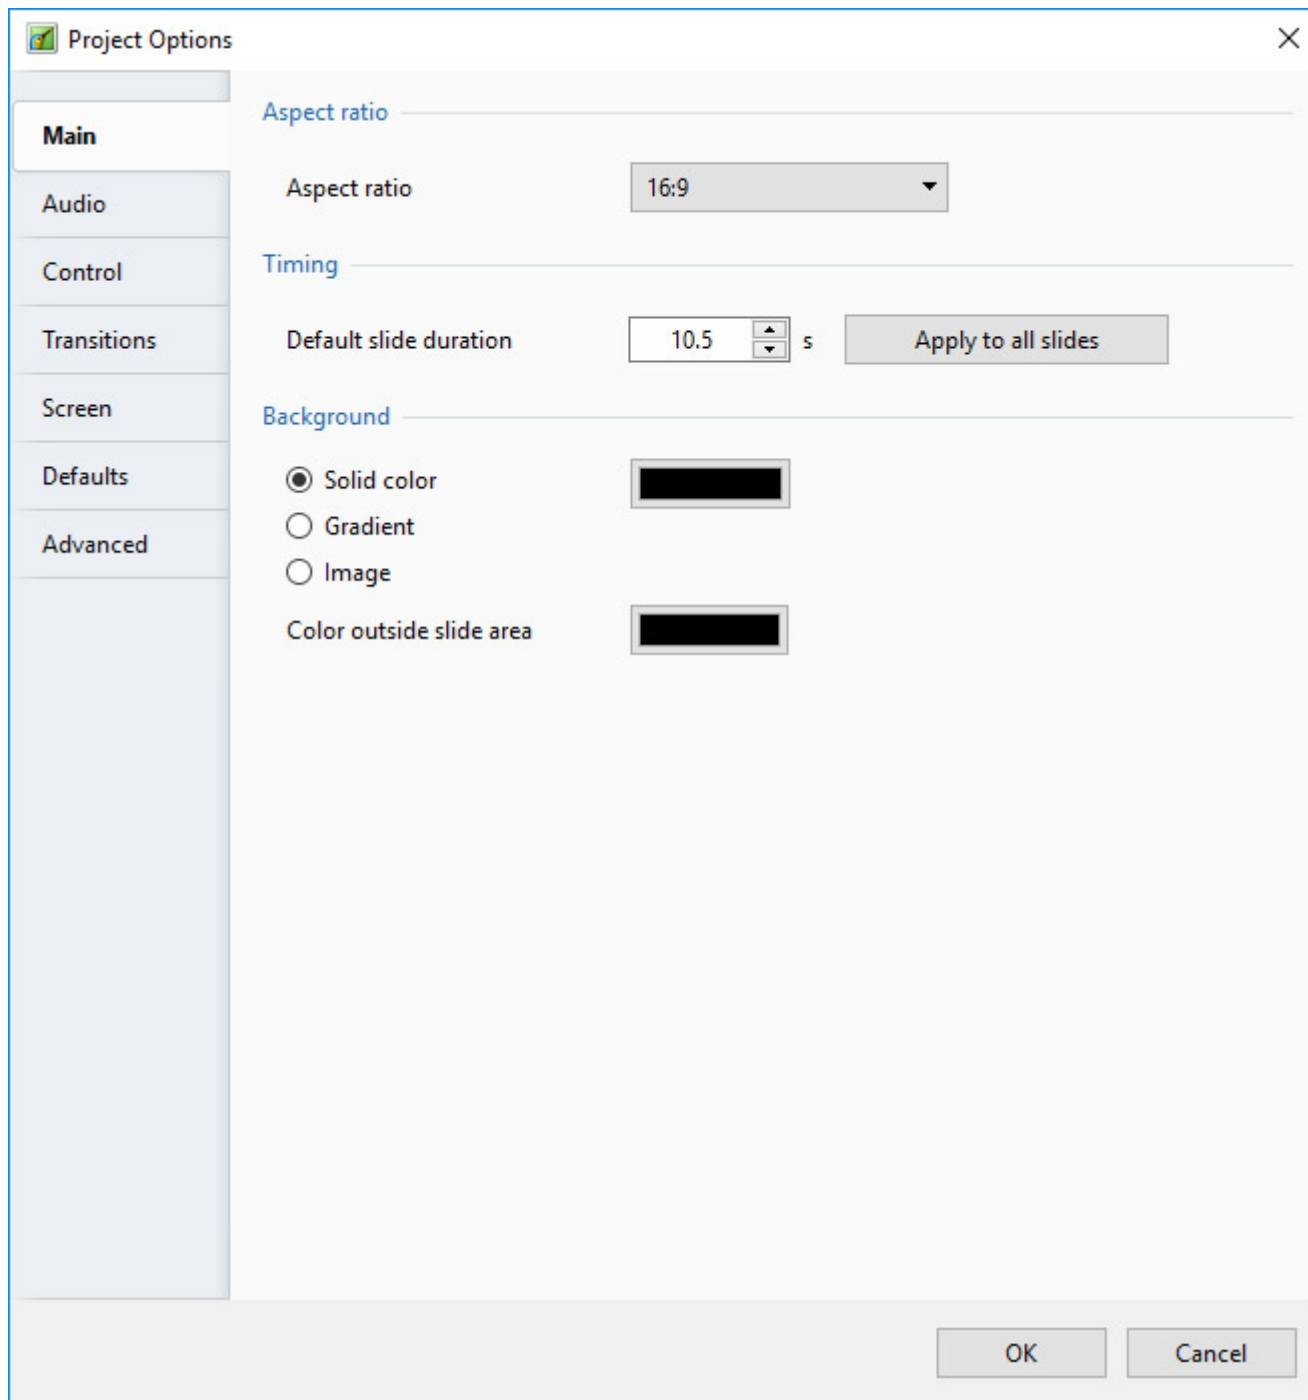 Project Options
Main
Audio
Control
Transitions
Screen
Defaults
Advanced
Aspect ratio
Aspect ratio 16:9
Timing
Default slide duration 10.5 s Apply to all slides
Background
Solid color
Gradient
Image
Color outside slide area
OK Cancel